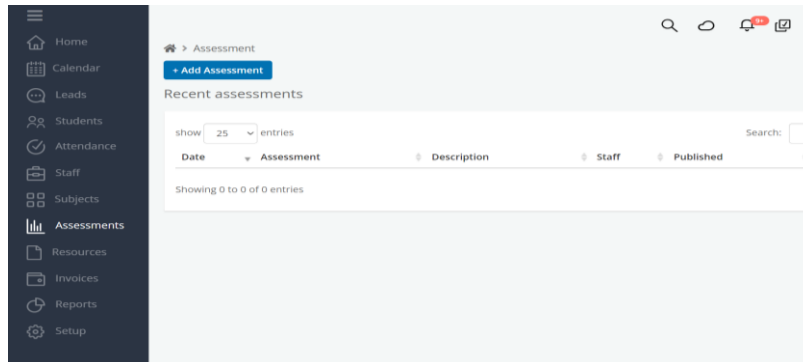 9+
Home
> Assessment
+ Add Assessment
Calendar
Recent assessments
Leads
Students
show 25 entries Search:
Attendance
Date Assessment Description Staff Published
Staff
Showing 0 to 0 of 0 entries
Subjects
Assessments
Resources
Invoices
Reports
Setup